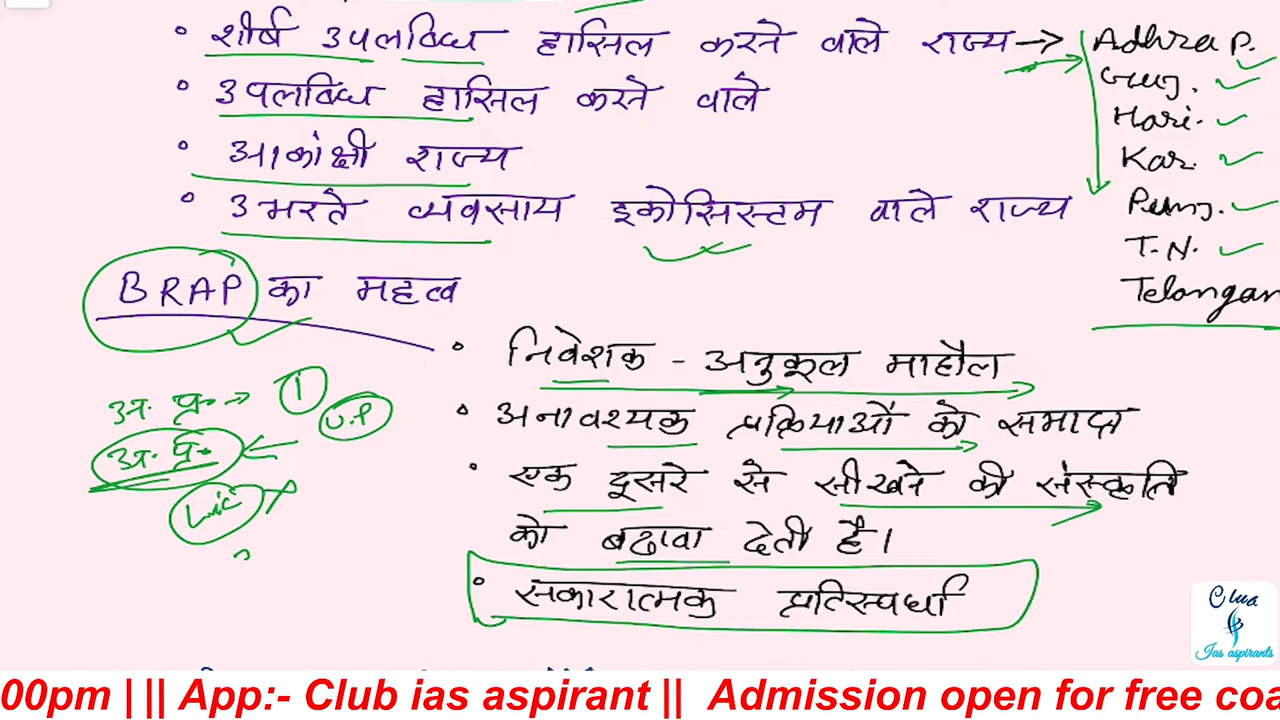 • शीर्ष उपलब्धि हासिल करने वाले राज्य → Adhra P.
Guj.
• उपलब्धि हासिल करने वाले
Hari.
• आकांक्षी राज्य
Kar.
• उभरते व्यवसाय इकोसिस्टम वाले राज्य
Punj.
T.N.
Telangan
BRAP का महत्व
• निवेशक - अनुकूल माहौल
• अनावश्यक प्रक्रियाओं को समाप्त
• एक दूसरे से सीखने की संस्कृति
को बढावा देती है।
• सकारात्मक प्रतिस्पर्धा
→ 1
U.P
Clua
Ias aspirants
00pm | || App:- Club ias aspirant || Admission open for free coa